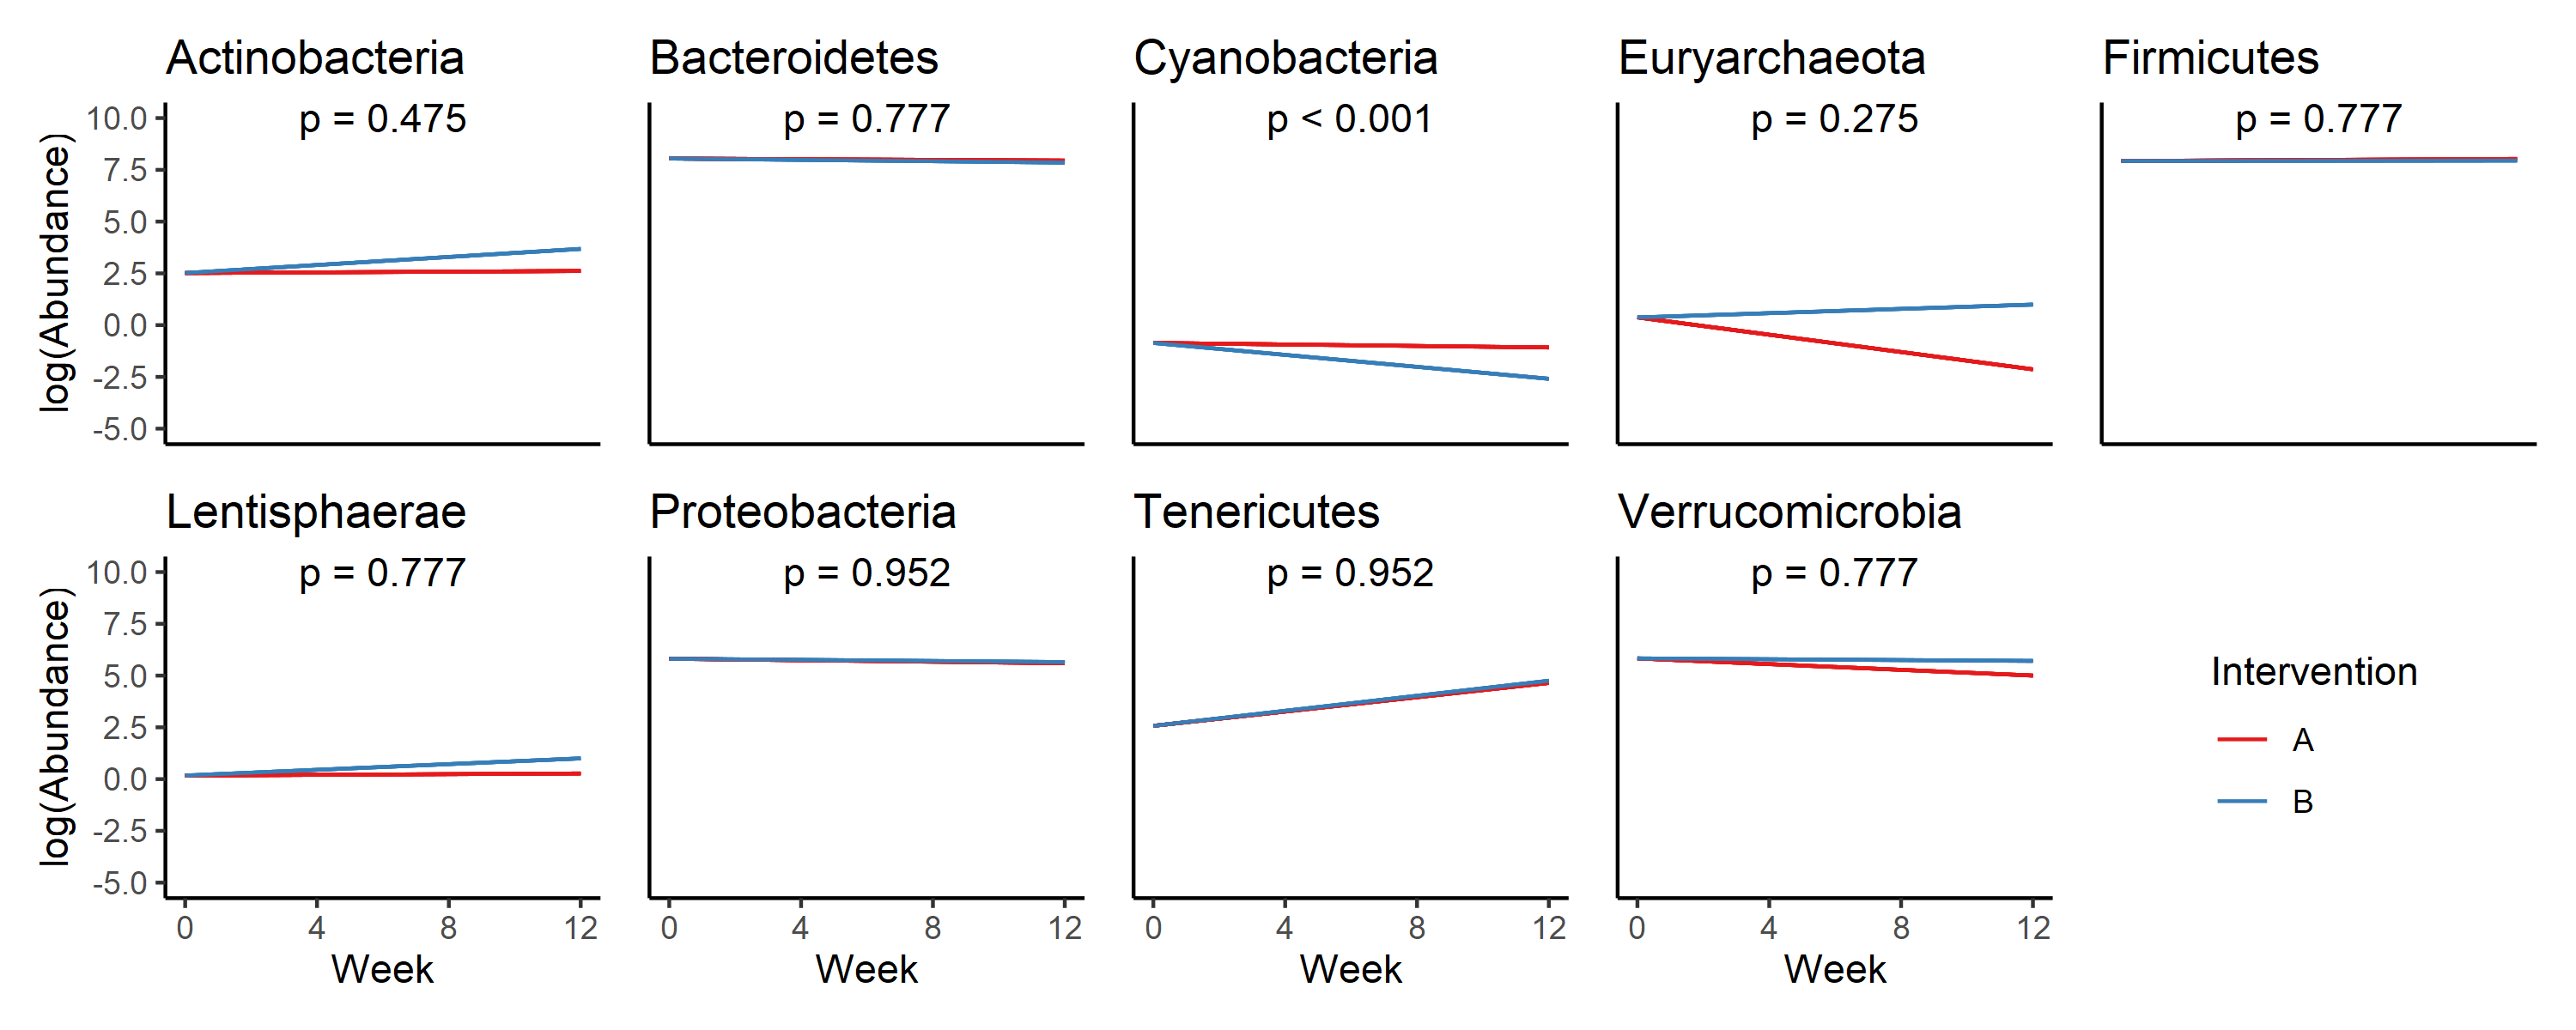 Actinobacteria
Bacteroidetes
Cyanobacteria
Euryarchaeota
Firmicutes
p = 0.475
p = 0.777
p < 0.001
p = 0.275
p = 0.777
log(Abundance)
10.0
7.5
5.0
2.5
0.0
-2.5
-5.0
Lentisphaerae
Proteobacteria
Tenericutes
Verrucomicrobia
p = 0.777
p = 0.952
p = 0.952
p = 0.777
log(Abundance)
10.0
7.5
5.0
2.5
0.0
-2.5
-5.0
0 4 8 12
0 4 8 12
0 4 8 12
0 4 8 12
Week
Week
Week
Week
Intervention
A
B